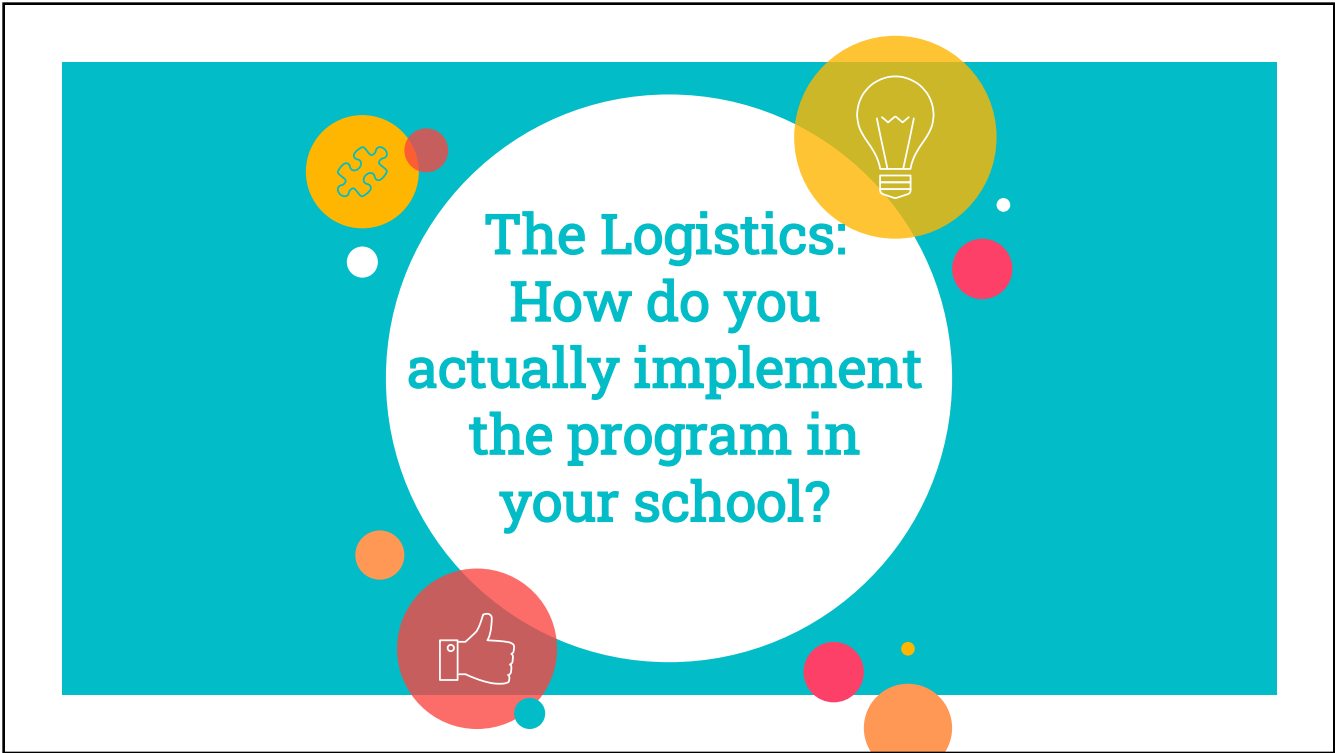 The Logistics:
How do you
actually implement
the program in
your school?